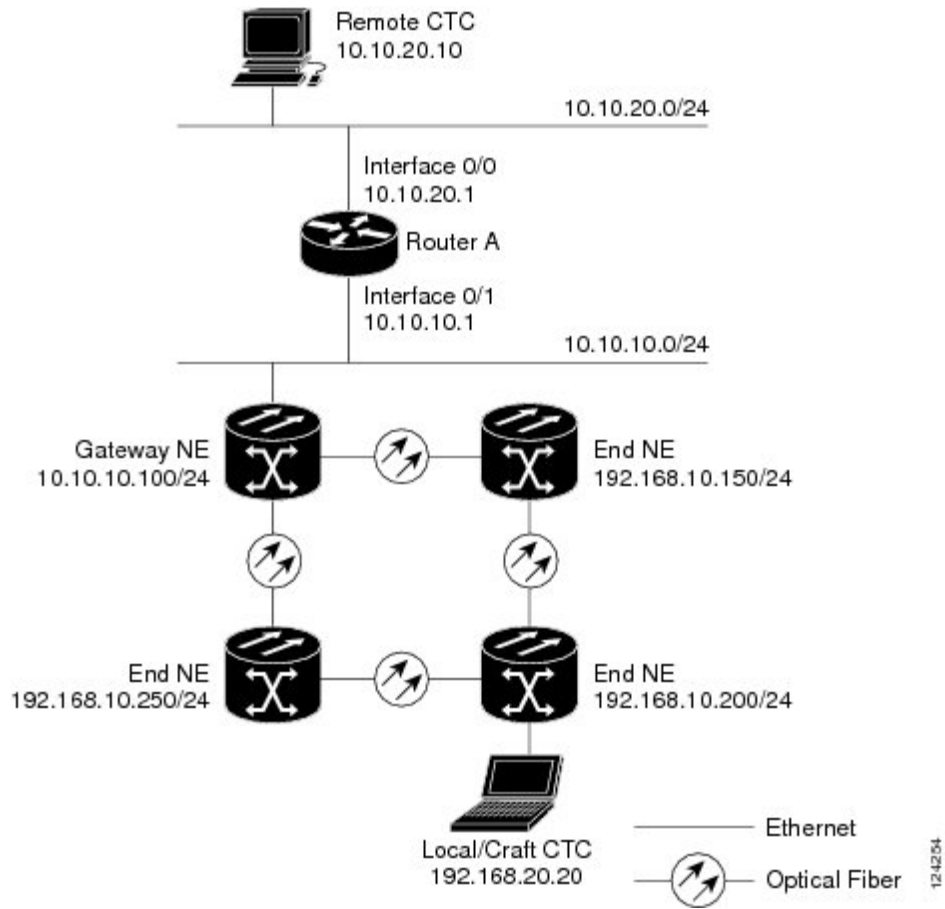 Remote CTC
10.10.20.10
10.10.20.0/24
Interface 0/0
10.10.20.1
Router A
Interface 0/1
10.10.10.1
10.10.10.0/24
Gateway NE
10.10.10.100/24
End NE
192.168.10.150/24
End NE
192.168.10.250/24
End NE
192.168.10.200/24
Local/Craft CTC
192.168.20.20
Ethernet
Optical Fiber
124254